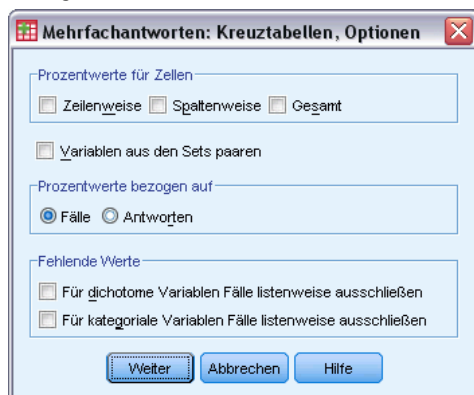 Mehrfachantworten: Kreuztabellen, Optionen
Prozentwerte für Zellen
Zeilenweise Spaltenweise Gesamt
Variablen aus den Sets paaren
Prozentwerte bezogen auf
Fälle Antworten
Fehlende Werte
Für dichotome Variablen Fälle listenweise ausschließen
Für kategoriale Variablen Fälle listenweise ausschließen
Weiter Abbrechen Hilfe